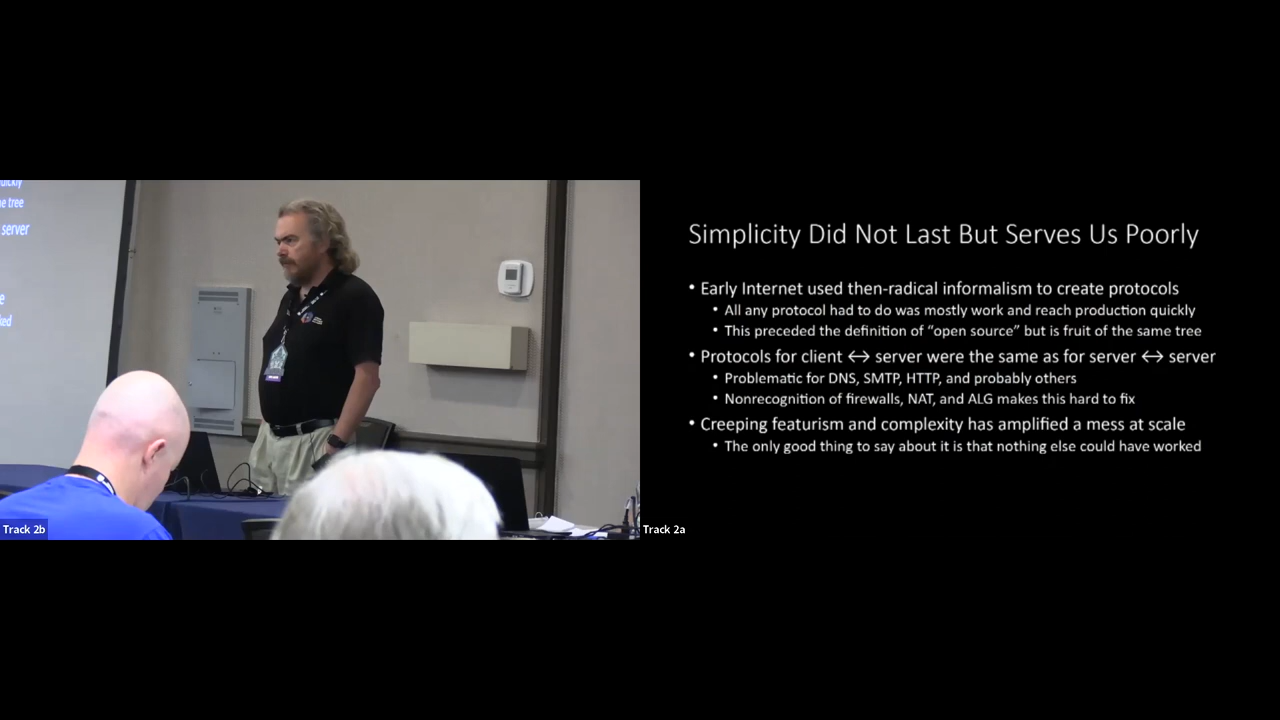 uickly
e tree
server
e
ked
Track 2b
Simplicity Did Not Last But Serves Us Poorly
• Early Internet used then-radical informalism to create protocols
• All any protocol had to do was mostly work and reach production quickly
• This preceded the definition of “open source” but is fruit of the same tree
• Protocols for client ↔ server were the same as for server ↔ server
• Problematic for DNS, SMTP, HTTP, and probably others
• Nonrecognition of firewalls, NAT, and ALG makes this hard to fix
• Creeping featurism and complexity has amplified a mess at scale
• The only good thing to say about it is that nothing else could have worked
Track 2a